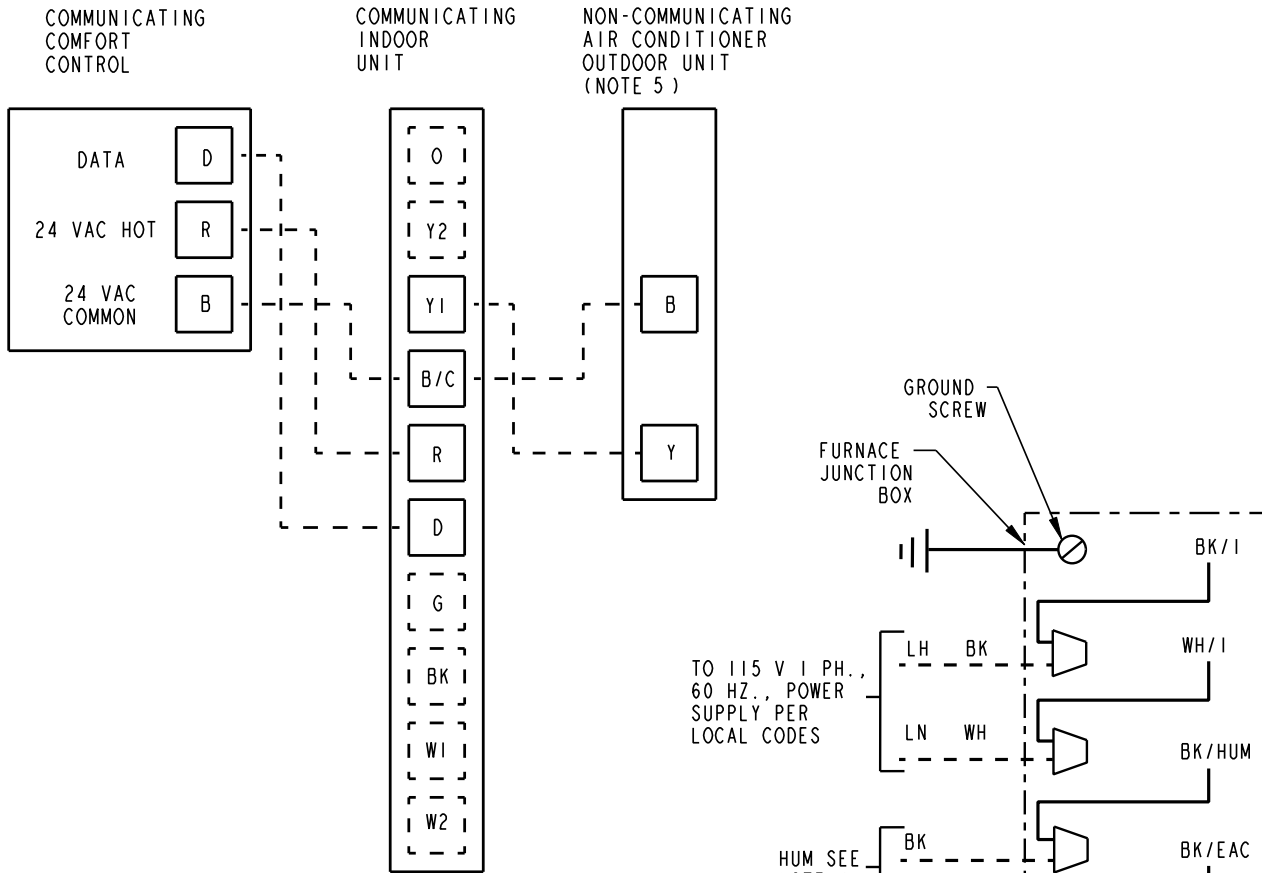 COMMUNICATING
COMFORT
CONTROL
COMMUNICATING
INDOOR
UNIT
NON-COMMUNICATING
AIR CONDITIONER
OUTDOOR UNIT
(NOTE 5)
DATA D
24 VAC HOT R
24 VAC
COMMON
B
O
Y2
Y1
B/C
R
D
G
BK
W1
W2
B
Y
GROUND
SCREW
FURNACE
JUNCTION
BOX
BK/1
WH/1
BK/HUM
BK/EAC
TO 115 V 1 PH.,
60 HZ., POWER
SUPPLY PER
LOCAL CODES
LH BK
LN WH
HUM SEE
BK